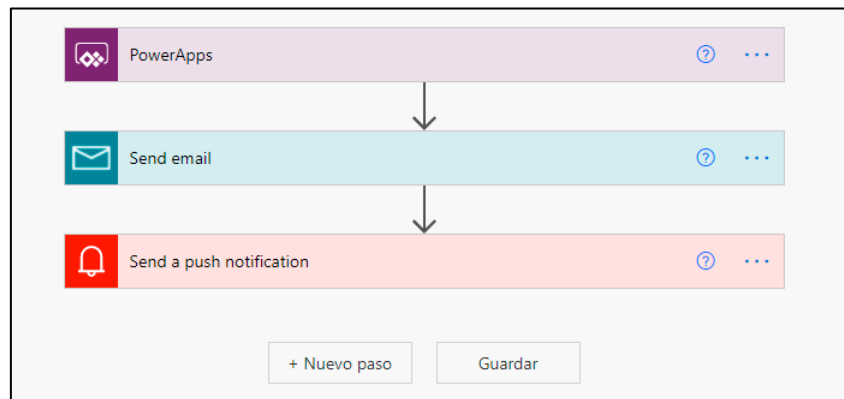 PowerApps
Send email
Send a push notification
+ Nuevo paso Guardar